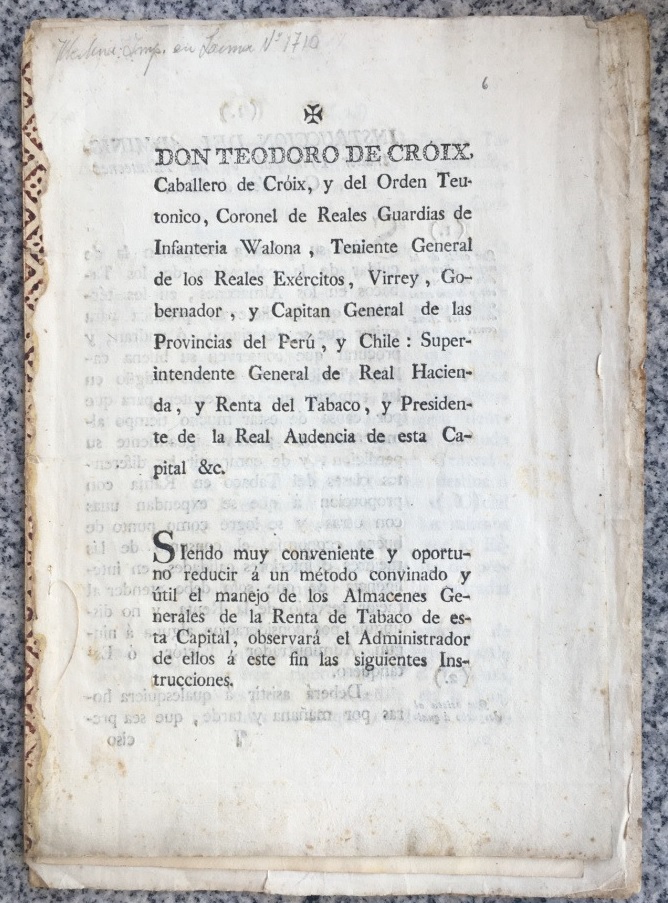 Imp. en Lima
6
✠
DON TEODORO DE CRÓIX,
Caballero de Cróix, y del Orden Teu-
tonico, Coronel de Reales Guardias de
Infanteria Walona, Teniente General
de los Reales Exércitos, Virrey, Go-
bernador, y Capitan General de las
Provincias del Perú, y Chile: Super-
intendente General de Real Hacien-
da, y Renta del Tabaco, y Presiden-
te de la Real Audencia de esta Ca-
pital &c.
SIendo muy conveniente y oportu-
no reducir á un método convinado y
útil el manejo de los Almacenes Ge-
nerales de la Renta de Tabaco de es-
ta Capital, observará el Administrador
de ellos á este fin las siguientes Ins-
trucciones.